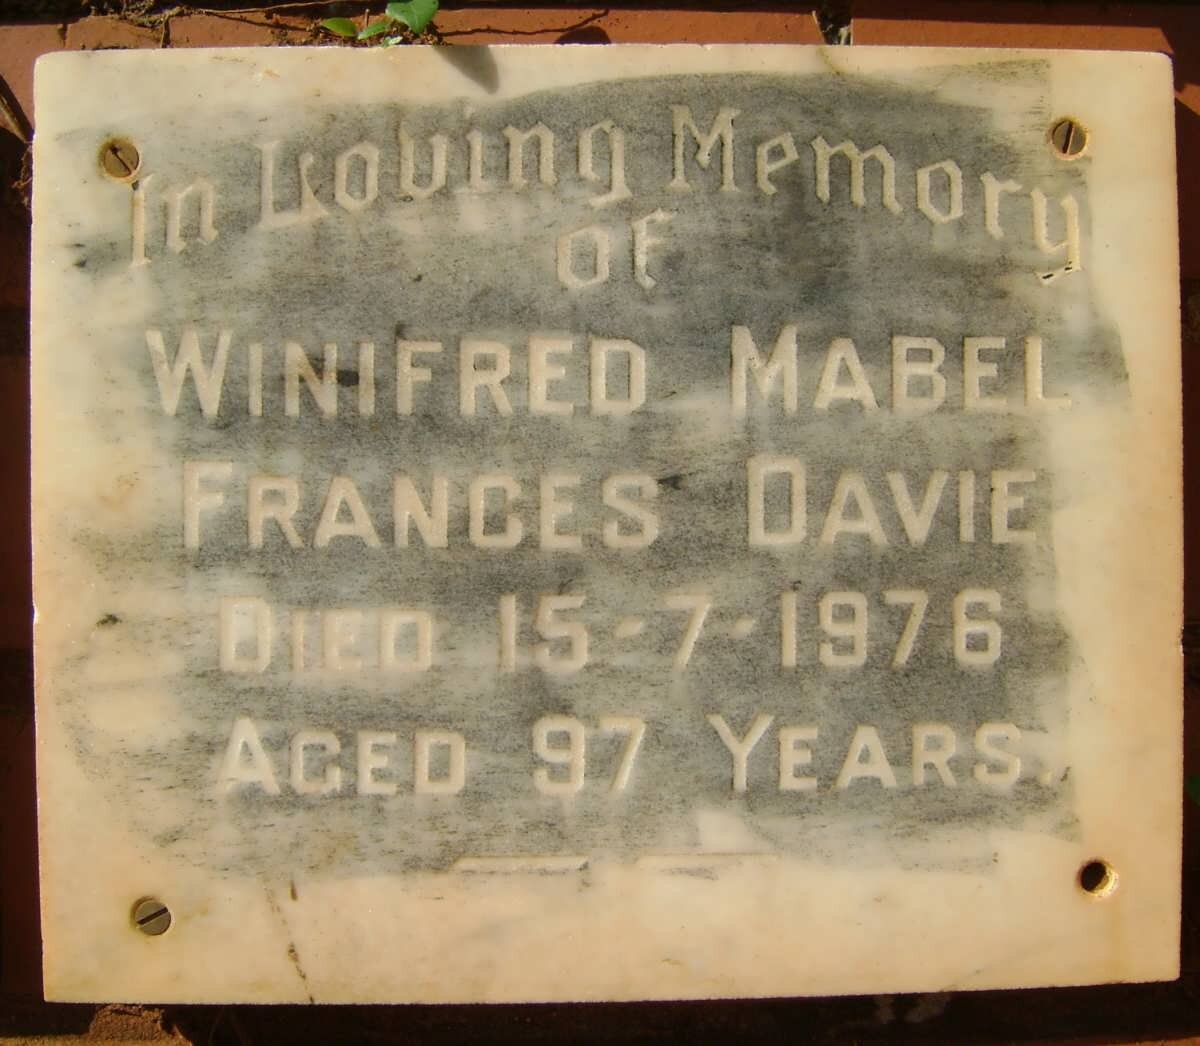 In Loving Memory
of
WINIFRED MABEL
FRANCES DAVIE
DIED 15-7-1976
AGED 97 YEARS.